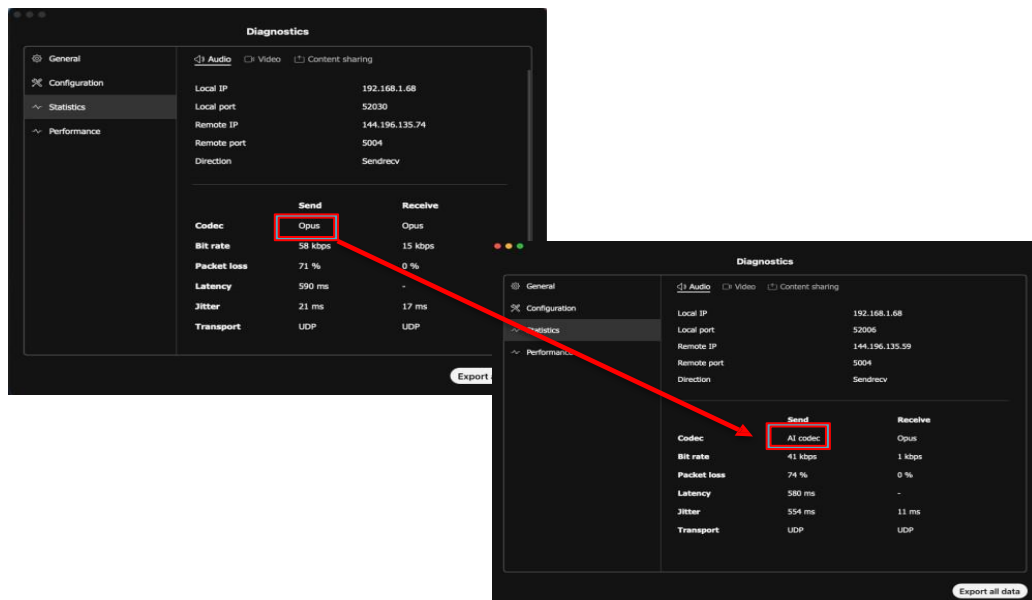 Diagnostics
General
Configuration
Statistics
Performance
Audio Video Content sharing
Local IP 192.168.1.68
Local port 52030
Remote IP 144.196.135.74
Remote port 5004
Direction Sendrecv
Send Receive
Codec Opus Opus
Bit rate 58 kbps 15 kbps
Packet loss 71 % 0 %
Latency 590 ms -
Jitter 21 ms 17 ms
Transport UDP UDP
Export
Diagnostics
General
Configuration
Statistics
Performance
Audio Video Content sharing
Local IP 192.168.1.68
Local port 52006
Remote IP 144.196.135.59
Remote port 5004
Direction Sendrecv
Send Receive
Codec AI codec Opus
Bit rate 41 kbps 1 kbps
Packet loss 74 % 0 %
Latency 580 ms -
Jitter 554 ms 11 ms
Transport UDP UDP
Export all data